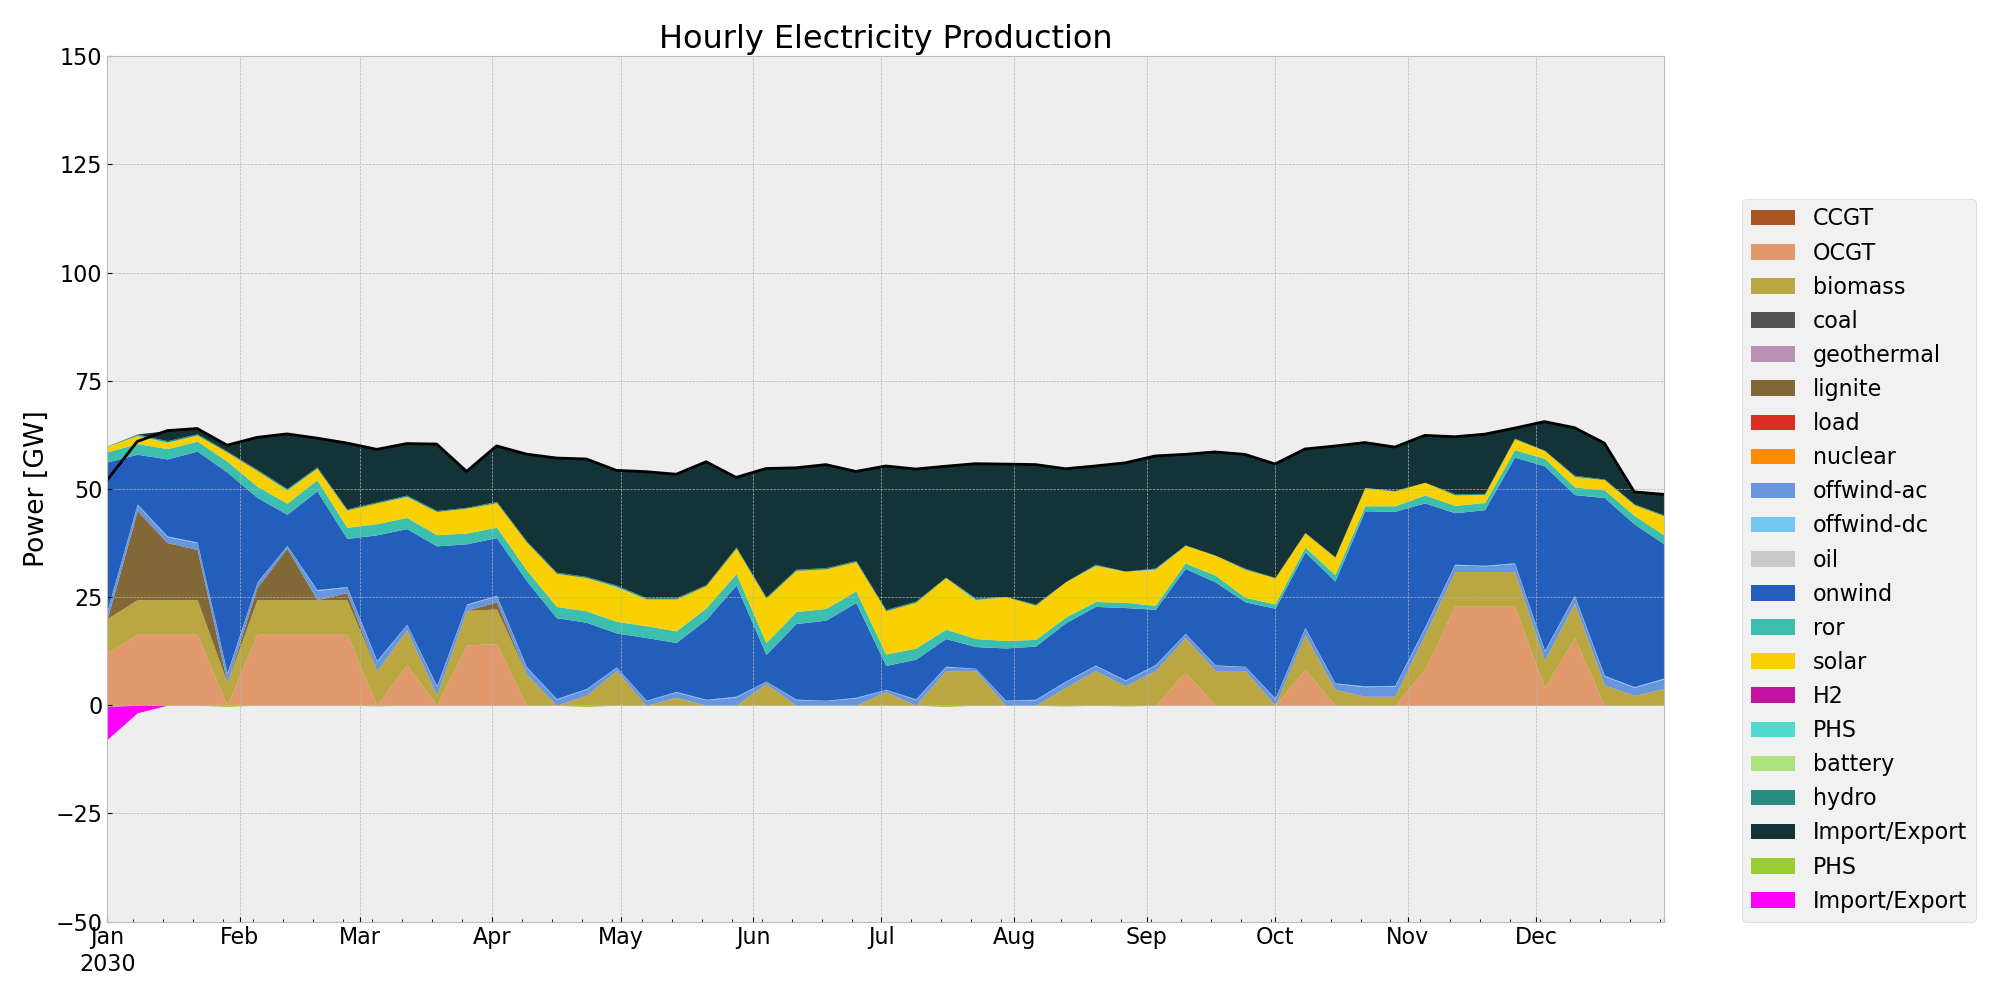 Hourly Electricity Production
Power [GW]
150
125
100
75
50
25
0
−25
−50
Jan
2030
Feb
Mar
Apr
May
Jun
Jul
Aug
Sep
Oct
Nov
Dec
CCGT
OCGT
biomass
coal
geothermal
lignite
load
nuclear
offwind-ac
offwind-dc
oil
onwind
ror
solar
H2
PHS
battery
hydro
Import/Export
PHS
Import/Export